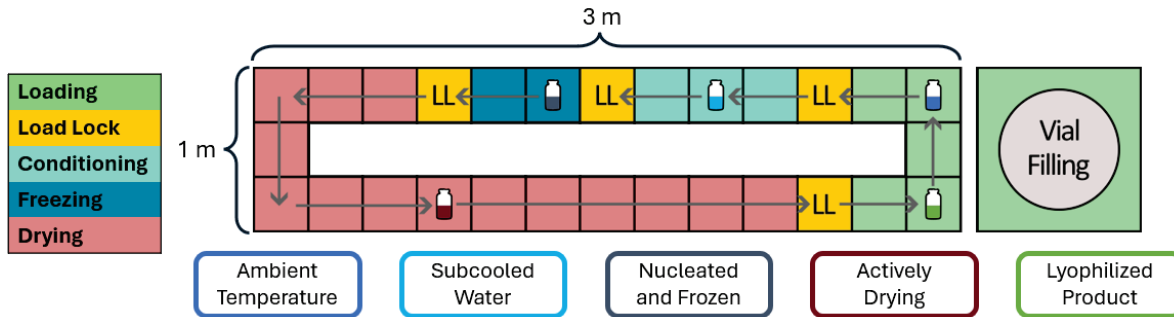 3 m
Loading
Load Lock
Conditioning
Freezing
Drying
1 m
LL
LL
LL
LL
Vial
Filling
Ambient
Temperature
Subcooled
Water
Nucleated
and Frozen
Actively
Drying
Lyophilized
Product